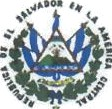 REPUBLICA DE EL SALVADOR EN LA AMERICA CENTRAL